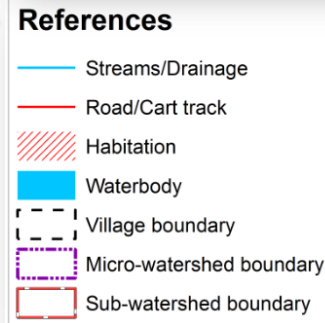 References
Streams/Drainage
Road/Cart track
Habitation
Waterbody
Village boundary
Micro-watershed boundary
Sub-watershed boundary